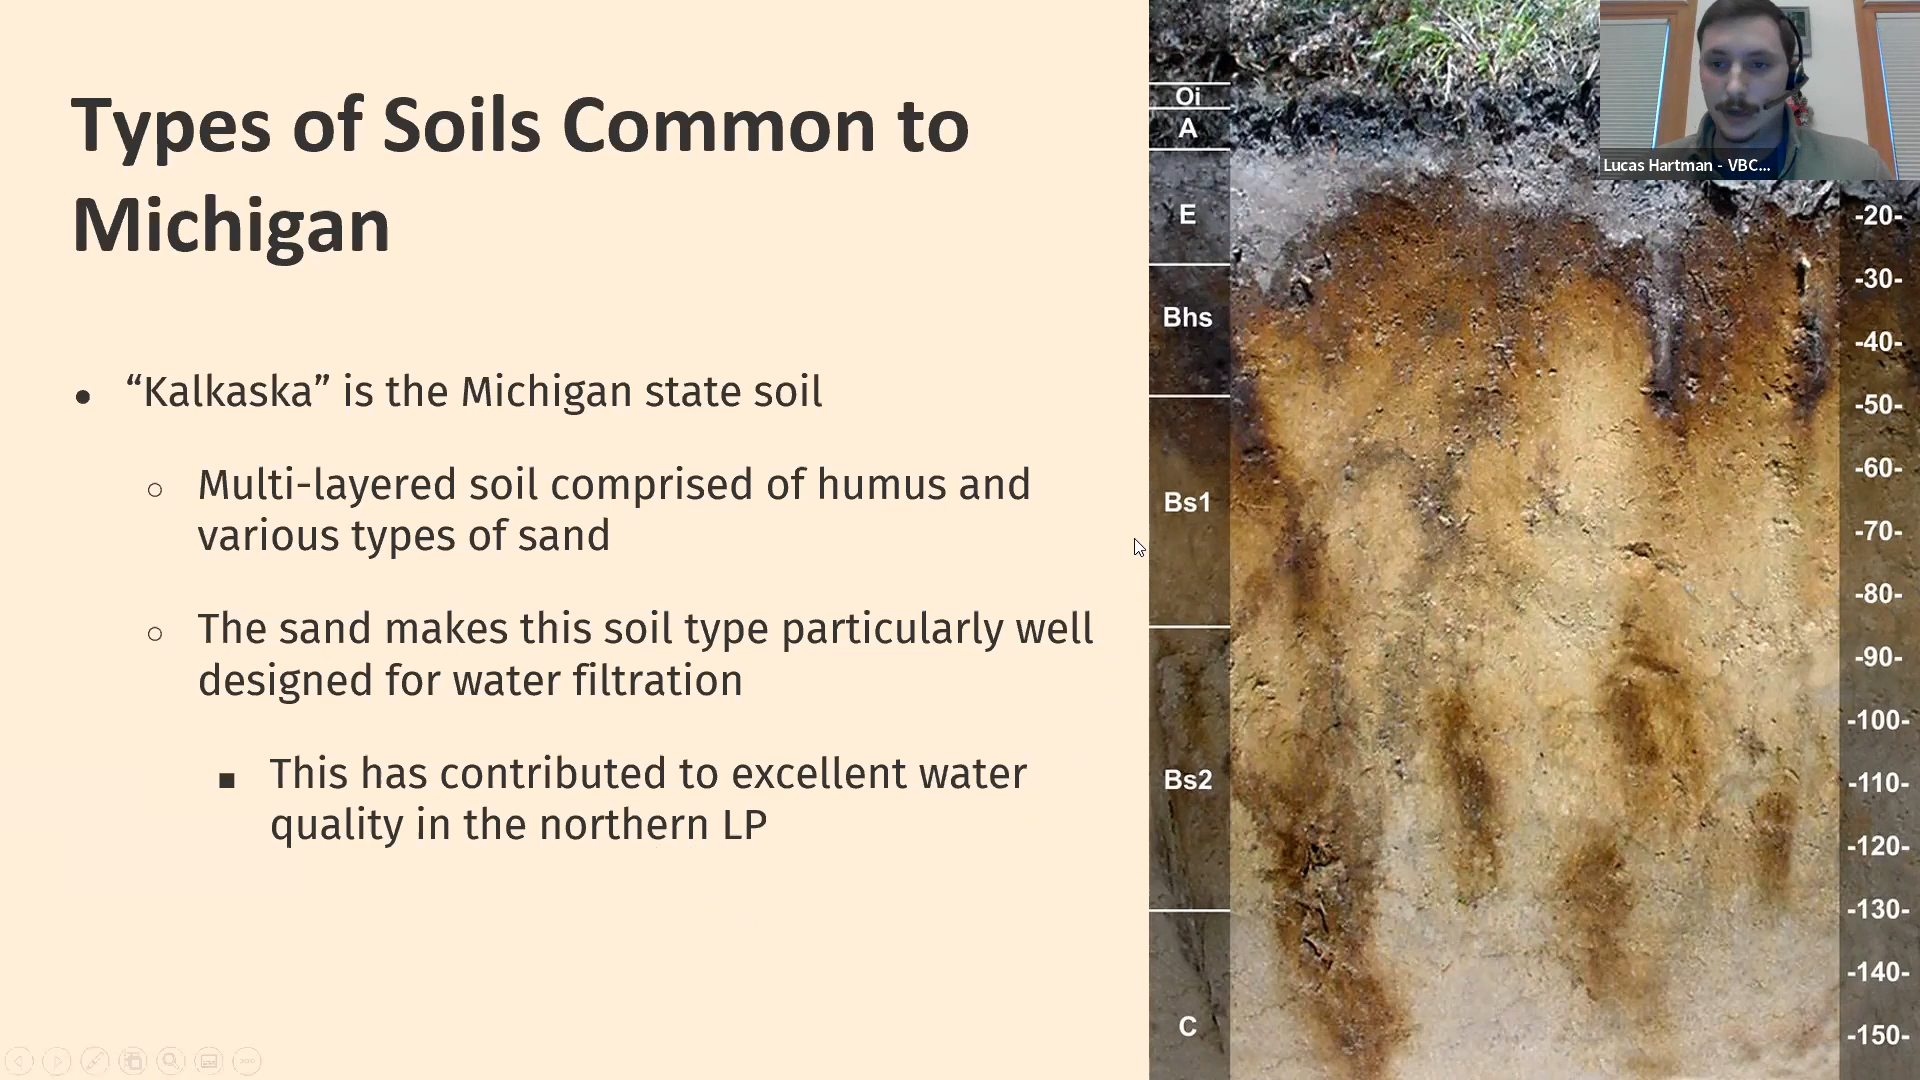 Types of Soils Common to
Michigan
● “Kalkaska” is the Michigan state soil
○ Multi-layered soil comprised of humus and
various types of sand
○ The sand makes this soil type particularly well
designed for water filtration
■ This has contributed to excellent water
quality in the northern LP
Oi
A
E
Bhs
Bs1
Bs2
C
Lucas Hartman - VBC...
-20-
-30-
-40-
-50-
-60-
-70-
-80-
-90-
-100-
-110-
-120-
-130-
-140-
-150-